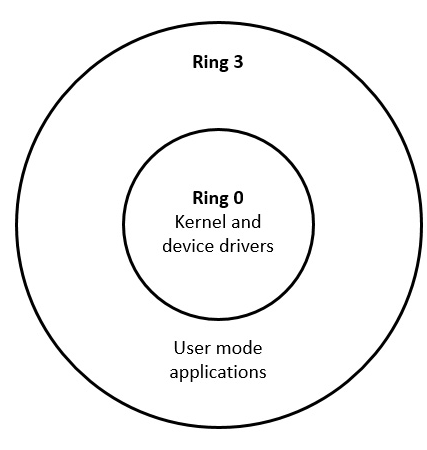 Ring 3
Ring 0
Kernel and
device drivers
User mode
applications